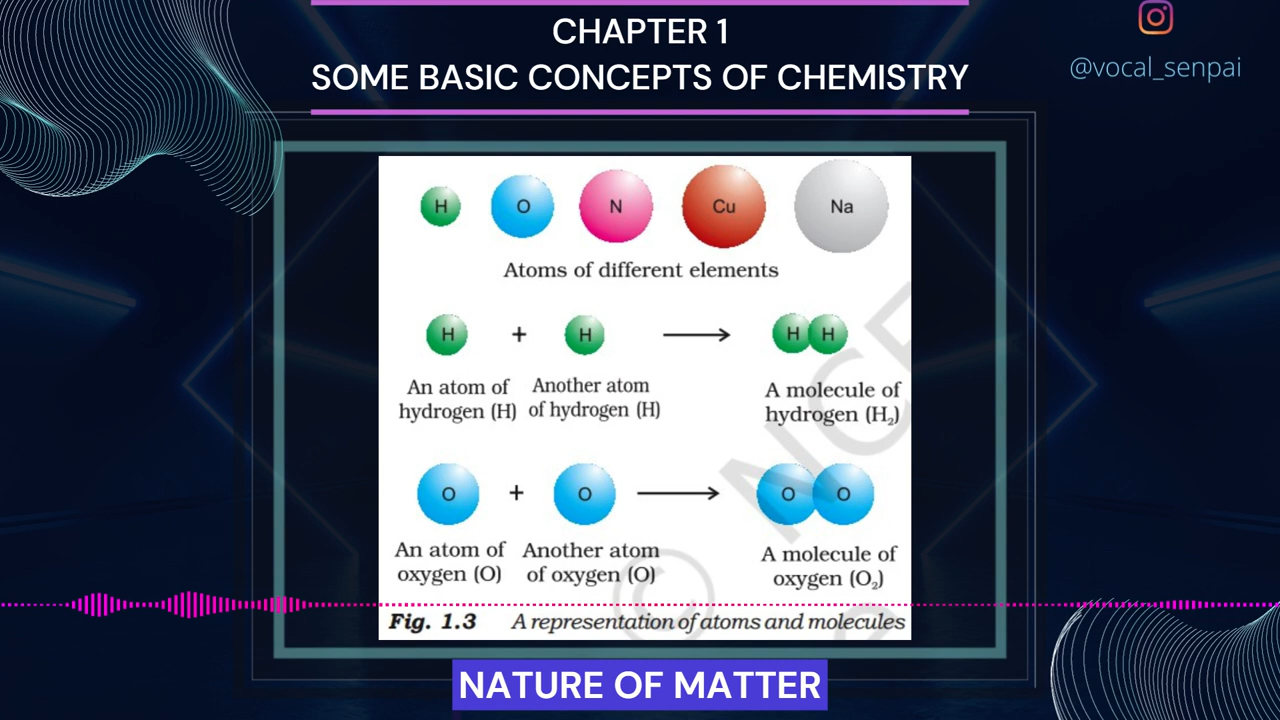 CHAPTER 1
SOME BASIC CONCEPTS OF CHEMISTRY
@vocal_senpai
H O N Cu Na
Atoms of different elements
H + H → H H
An atom of
hydrogen (H)
Another atom
of hydrogen (H)
A molecule of
hydrogen (H₂)
O + O → O O
An atom of
oxygen (O)
Another atom
of oxygen (O)
A molecule of
oxygen (O₂)
Fig. 1.3 A representation of atoms and molecules
NATURE OF MATTER